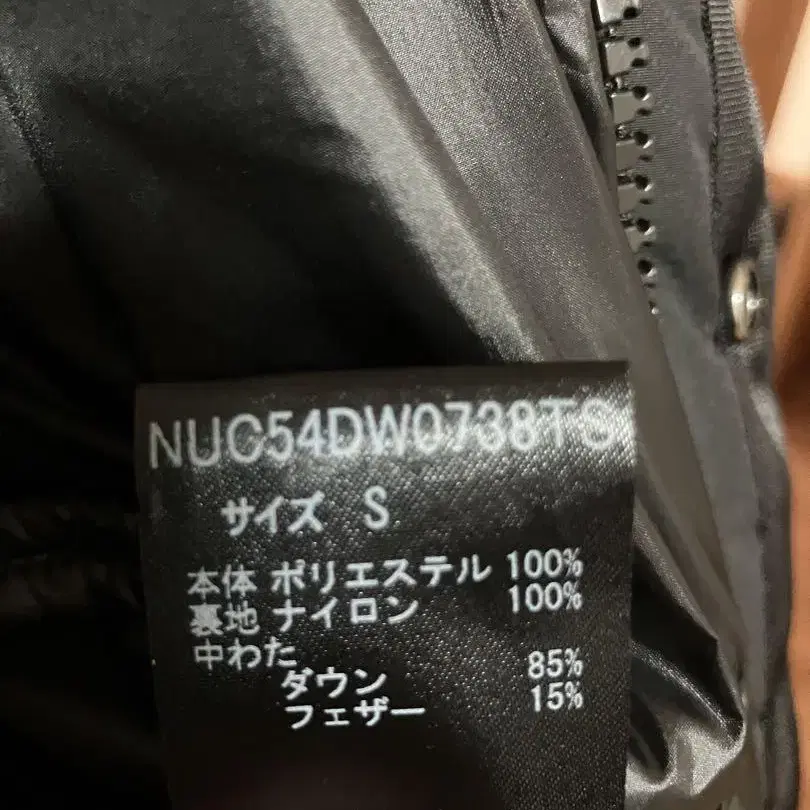 NUC54DW0738TS
サイズ S
本体 ポリエステル 100%
裏地 ナイロン 100%
中わた
ダウン 85%
フェザー 15%